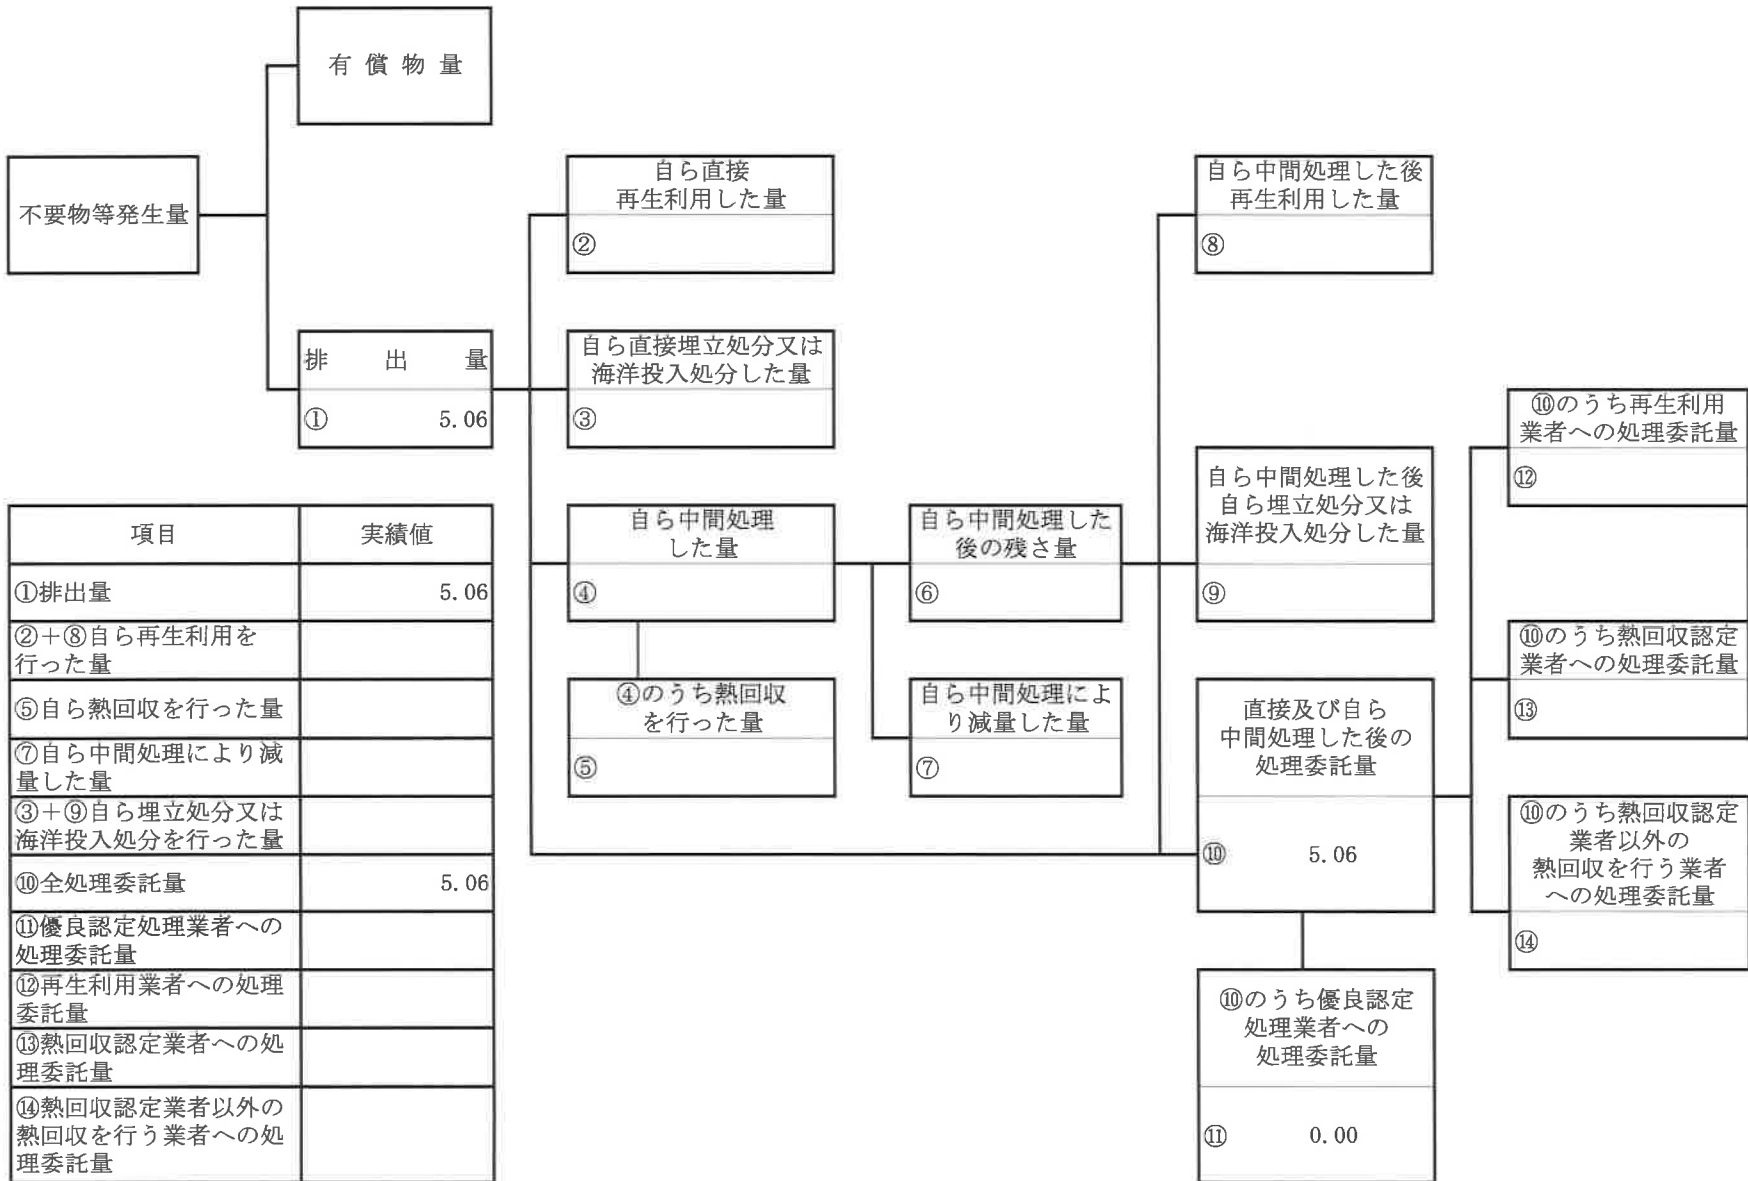 有償物量
不要物等発生量
排出量
① 5.06
自ら直接
再生利用した量
②
自ら直接埋立処分又は
海洋投入処分した量
③
自ら中間処理
した量
④
④のうち熱回収
を行った量
⑤
自ら中間処理した
後の残さ量
⑥
自ら中間処理によ
り減量した量
⑦
自ら中間処理した後
再生利用した量
⑧
自ら中間処理した後
自ら埋立処分又は
海洋投入処分した量
⑨
直接及び自ら
中間処理した後の
処理委託量
⑩ 5.06
⑩のうち優良認定
処理業者への
処理委託量
⑪ 0.00
⑩のうち再生利用
業者への処理委託量
⑫
⑩のうち熱回収認定
業者への処理委託量
⑬
⑩のうち熱回収認定
業者以外の
熱回収を行う業者
への処理委託量
⑭
項目 実績値
①排出量 5.06
②+⑧自ら再生利用を
行った量
⑤自ら熱回収を行った量
⑦自ら中間処理により減
量した量
③+⑨自ら埋立処分又は
海洋投入処分を行った量
⑩全処理委託量 5.06
⑪優良認定処理業者への
処理委託量
⑫再生利用業者への処理
委託量
⑬熱回収認定業者への処
理委託量
⑭熱回収認定業者以外の
熱回収を行う業者への処
理委託量